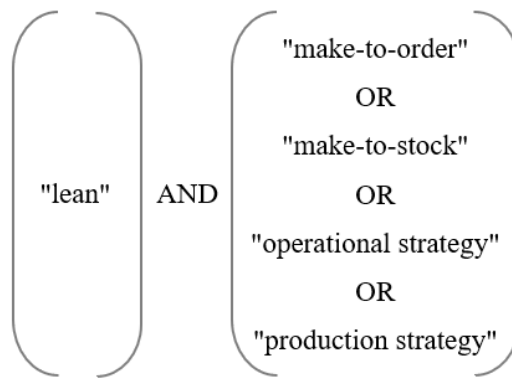 "make-to-order"
OR
"make-to-stock"
"lean" AND OR
"operational strategy"
OR
"production strategy"